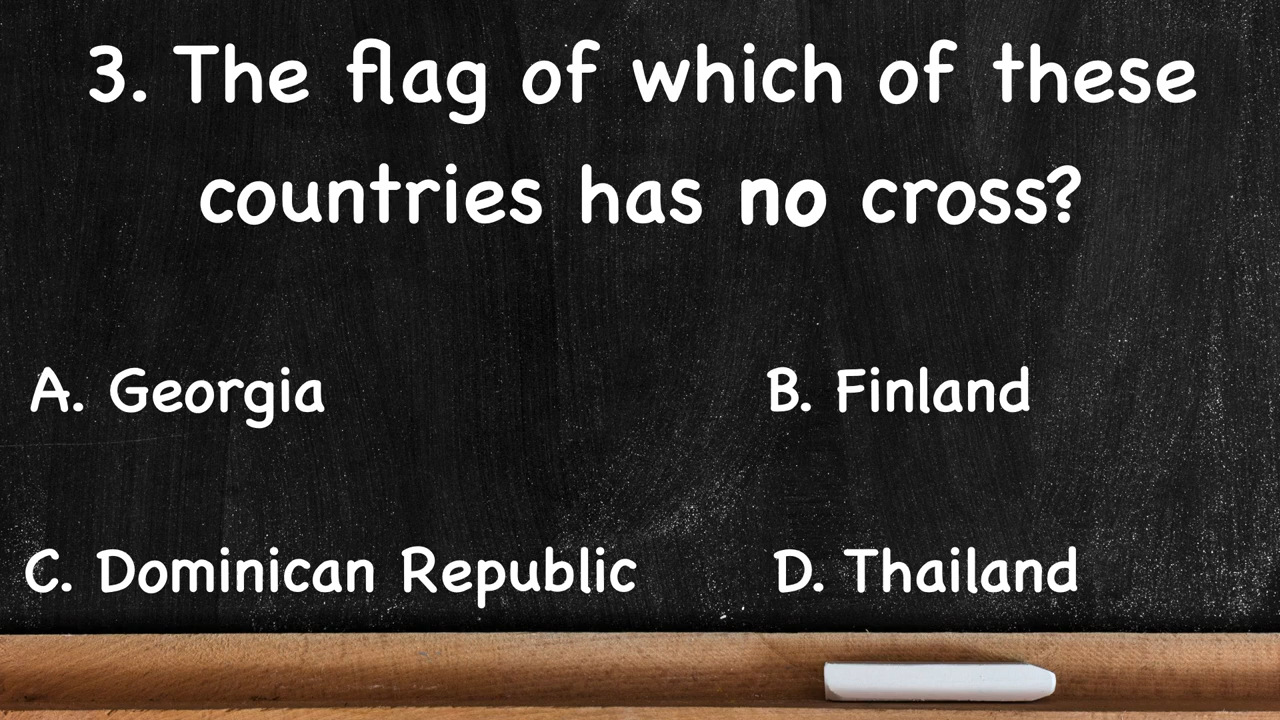 3. The flag of which of these
countries has no cross?
A. Georgia
B. Finland
C. Dominican Republic
D. Thailand